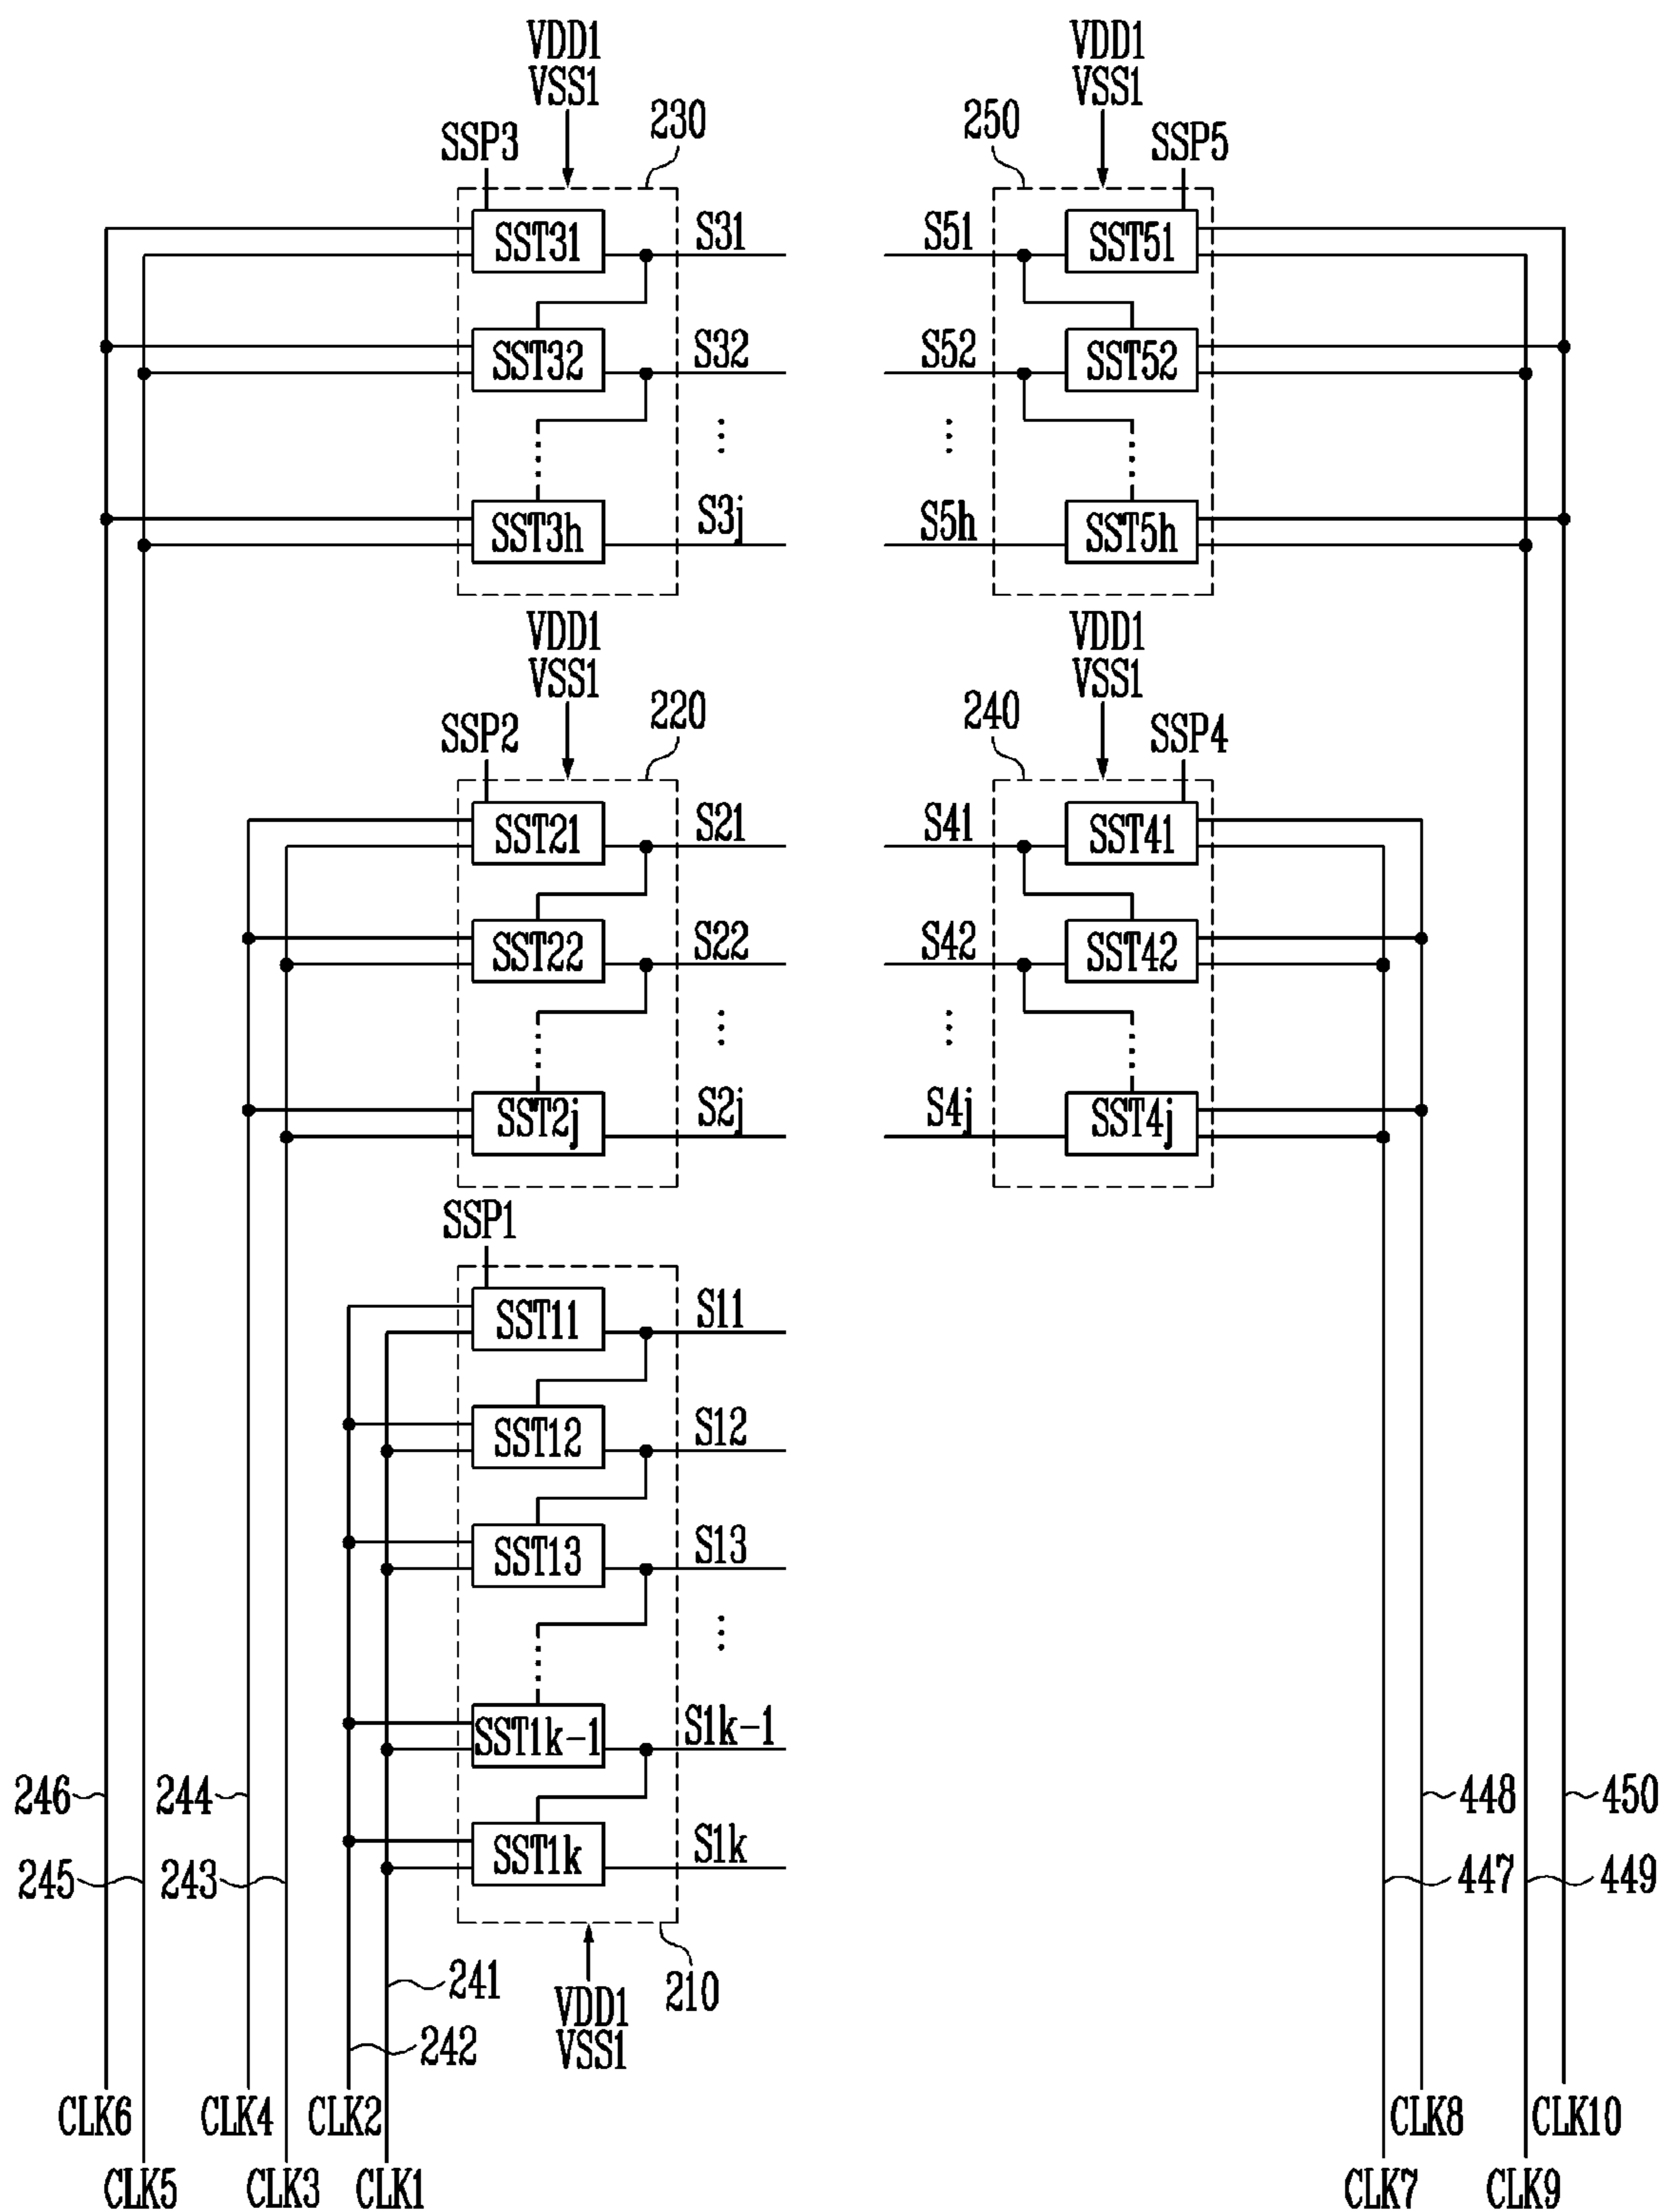 VDD1
VSS1
VDD1
VSS1
230
250
SSP3
SSP5
SST31
S31
S51
SST51
SST32
S32
S52
SST52
SST3h
S3j
S5h
SST5h
VDD1
VSS1
VDD1
VSS1
220
240
SSP2
SSP4
SST21
S21
S41
SST41
SST22
S22
S42
SST42
SST2j
S2j
S4j
SST4j
SSP1
SST11
S11
SST12
S12
SST13
S13
SST1k-1
S1k-1
246
244
448
450
SST1k
S1k
245
243
447
449
241
210
VDD1
VSS1
242
CLK6
CLK4
CLK2
CLK8
CLK10
CLK5
CLK3
CLK1
CLK7
CLK9